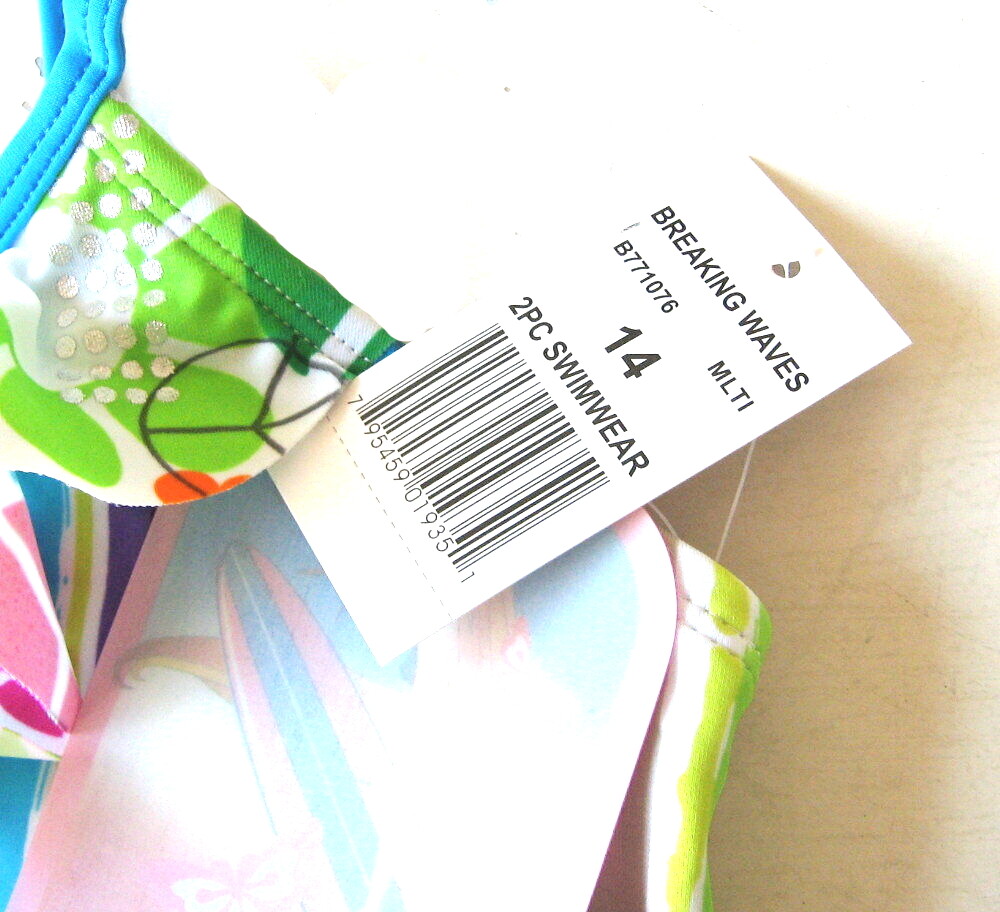 BREAKING WAVES
B771076 MLTI
14
2PC SWIMWEAR
7 95459 01935 1